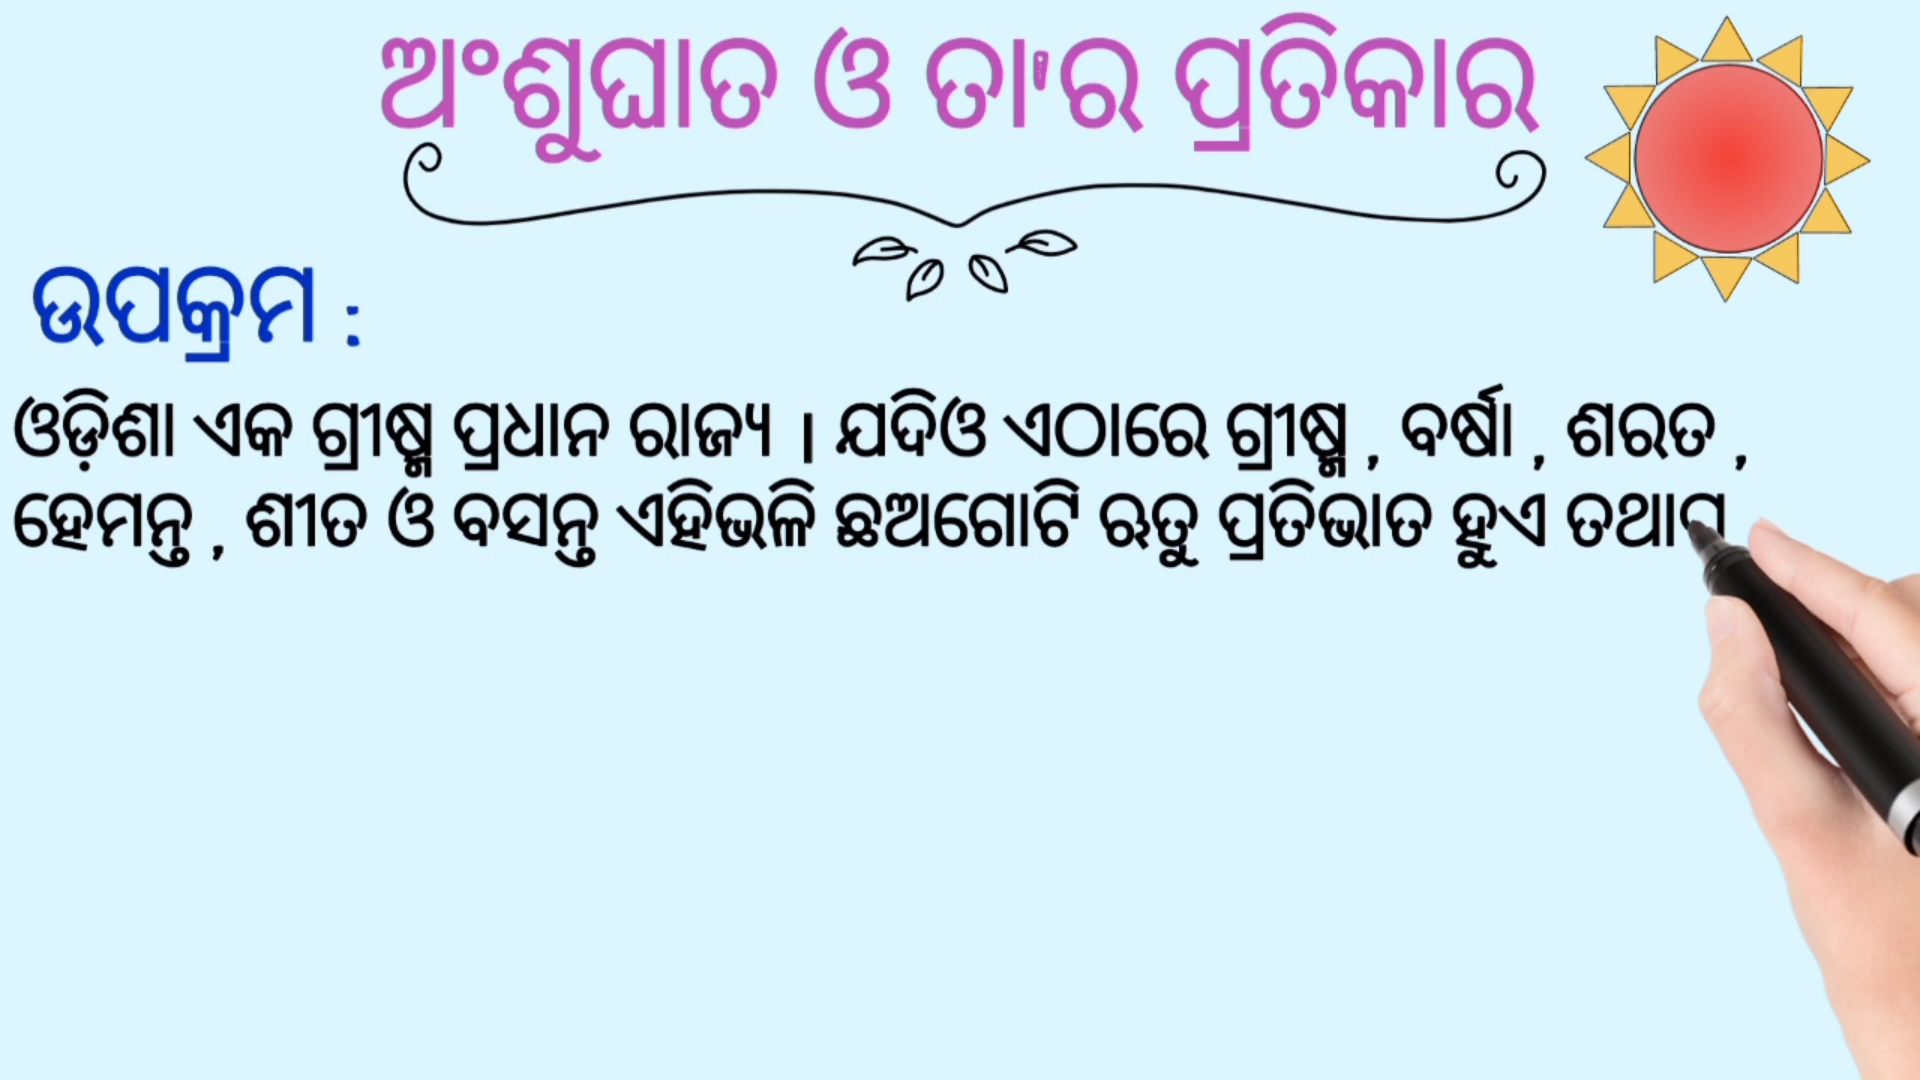 ଅଂଶୁଘାତ ଓ ତା'ର ପ୍ରତିକାର
ଉପକ୍ରମ :
ଓଡ଼ିଶା ଏକ ଗ୍ରୀଷ୍ମ ପ୍ରଧାନ ରାଜ୍ୟ । ଯଦିଓ ଏଠାରେ ଗ୍ରୀଷ୍ମ , ବର୍ଷା , ଶରତ ,
ହେମନ୍ତ , ଶୀତ ଓ ବସନ୍ତ ଏହିଭଳି ଛଅଗୋଟି ଋତୁ ପ୍ରତିଭାତ ହୁଏ